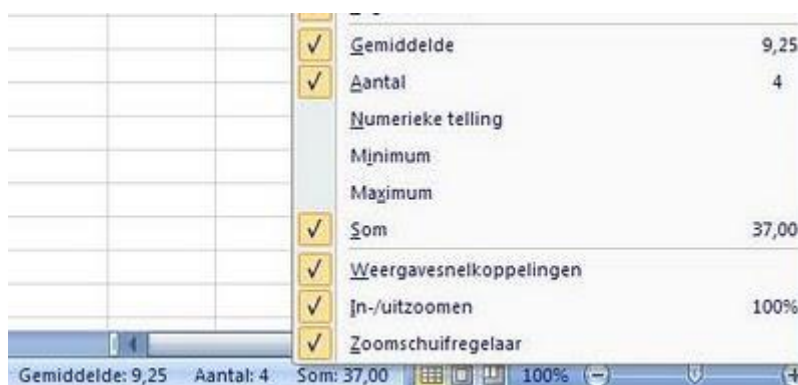 Gemiddelde 9,25
Aantal 4
Numerieke telling
Minimum
Maximum
Som 37,00
Weergavesnelkoppelingen
In-/uitzoomen 100%
Zoomschuifregelaar
Gemiddelde: 9,25 Aantal: 4 Som: 37,00 100%